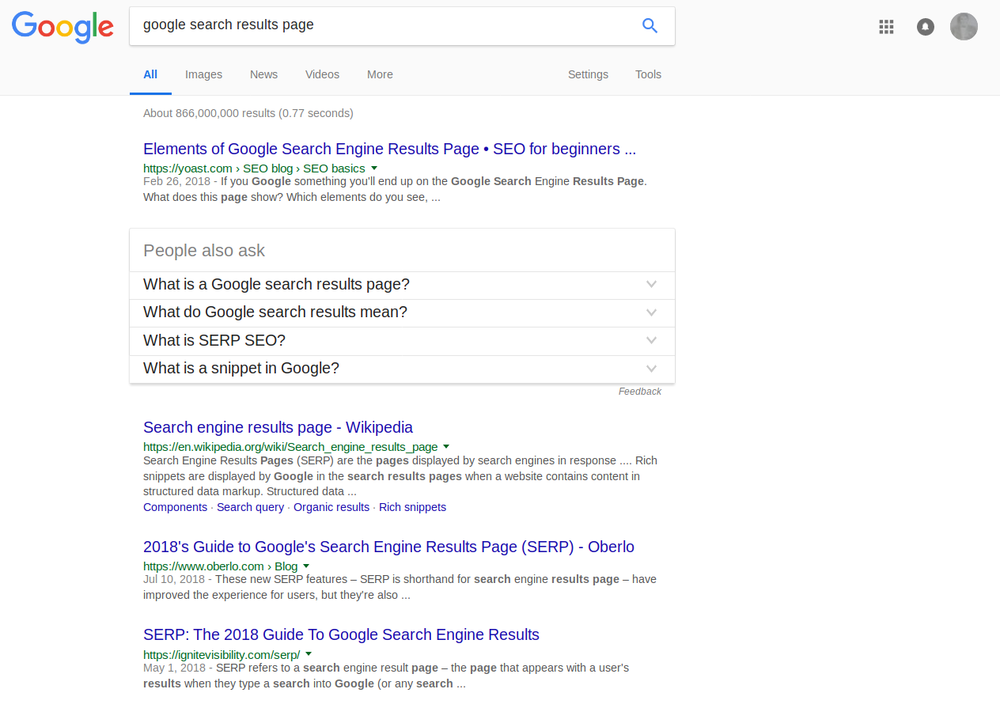 Google
google search results page
All Images News Videos More Settings Tools
About 866,000,000 results (0.77 seconds)
Elements of Google Search Engine Results Page • SEO for beginners ...
https://yoast.com › SEO blog › SEO basics
Feb 26, 2018 - If you Google something you'll end up on the Google Search Engine Results Page.
What does this page show? Which elements do you see, ...
People also ask
What is a Google search results page?
What do Google search results mean?
What is SERP SEO?
What is a snippet in Google?
Feedback
Search engine results page - Wikipedia
https://en.wikipedia.org/wiki/Search_engine_results_page
Search Engine Results Pages (SERP) are the pages displayed by search engines in response .... Rich
snippets are displayed by Google in the search results pages when a website contains content in
structured data markup. Structured data ...
Components · Search query · Organic results · Rich snippets
2018's Guide to Google's Search Engine Results Page (SERP) - Oberlo
https://www.oberlo.com › Blog
Jul 10, 2018 - These new SERP features – SERP is shorthand for search engine results page – have
improved the experience for users, but they're also ...
SERP: The 2018 Guide To Google Search Engine Results
https://ignitevisibility.com/serp/
May 1, 2018 - SERP refers to a search engine result page – the page that appears with a user's
results when they type a search into Google (or any search ...